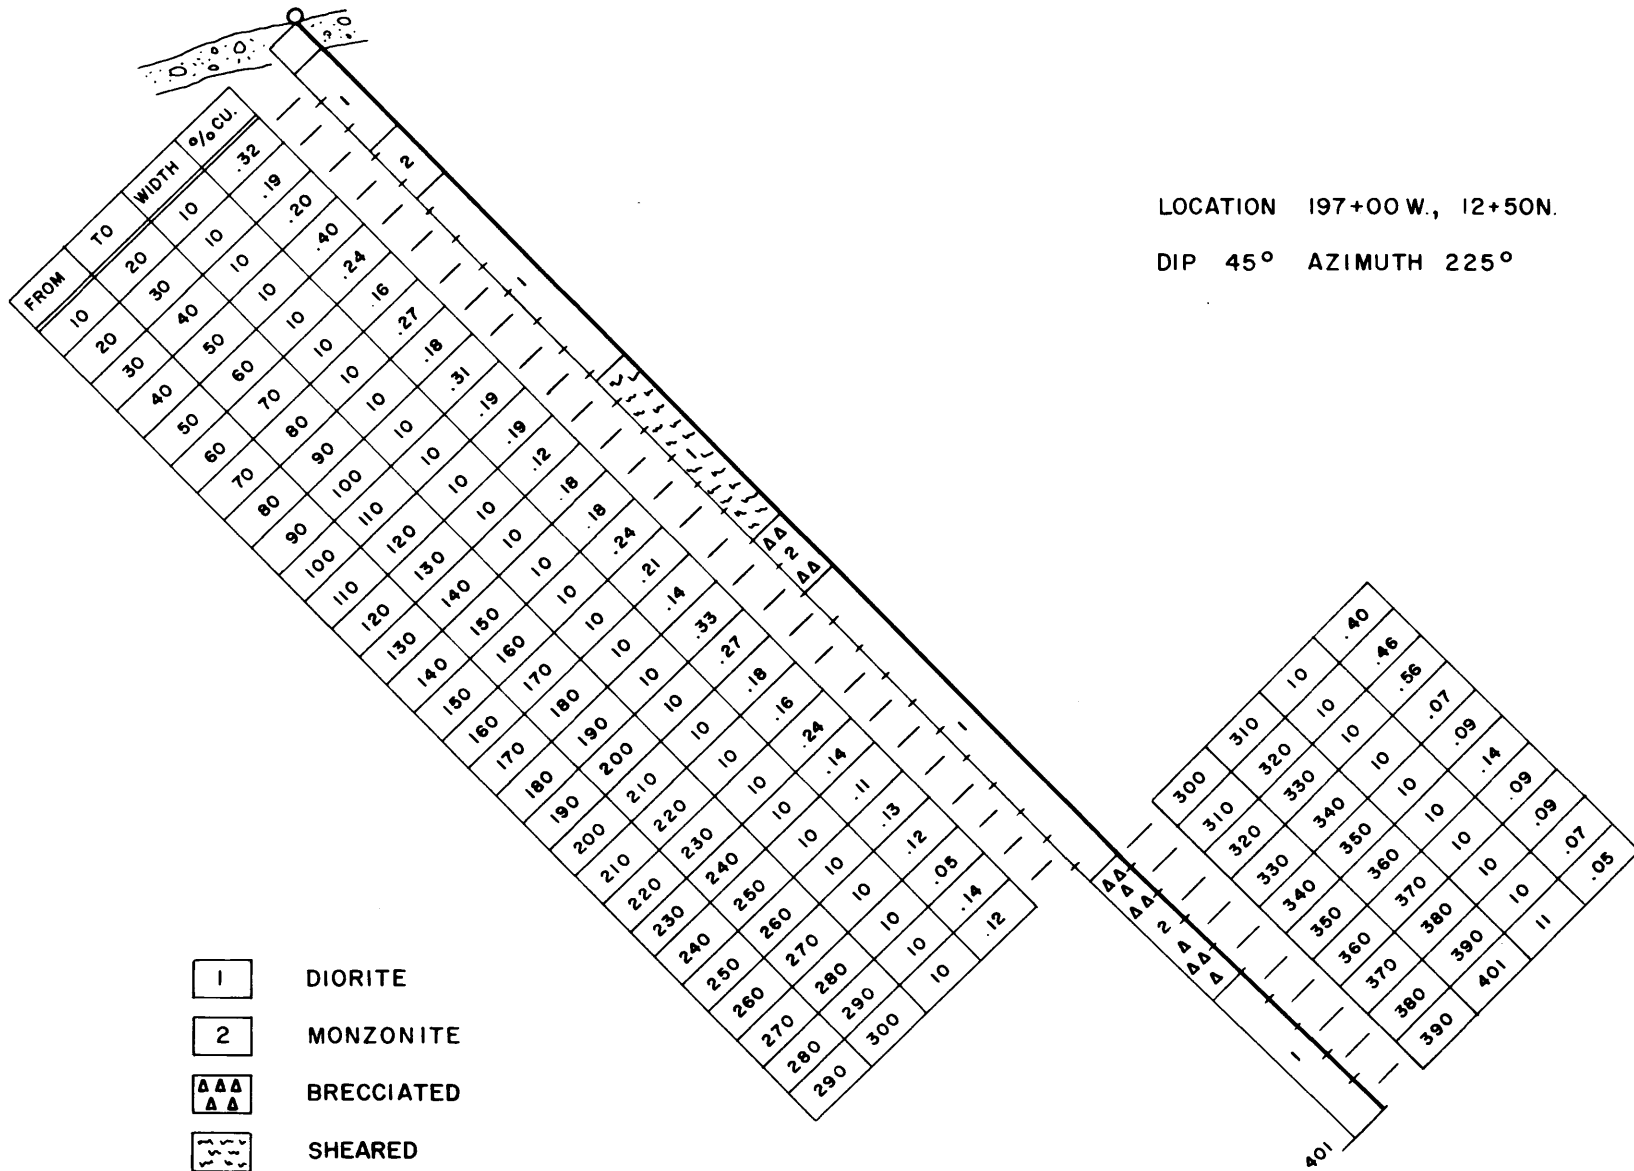 FROM TO WIDTH % CU.
10 20 10 .32
20 30 10 .19
30 40 10 .20
40 50 10 .40
50 60 10 .24
60 70 10 .16
70 80 10 .27
80 90 10 .18
90 100 10 .31
100 110 10 .19
110 120 10 .19
120 130 10 .12
130 140 10 .18
140 150 10 .18
150 160 10 .24
160 170 10 .21
170 180 10 .14
180 190 10 .33
190 200 10 .27
200 210 10 .18
210 220 10 .16
220 230 10 .24
230 240 10 .14
240 250 10 .11
250 260 10 .13
260 270 10 .12
270 280 10 .05
280 290 10 .14
290 300 10 .12
1
2
1
2
1
2
1
401
LOCATION 197+00 W., 12+50N.
DIP 45° AZIMUTH 225°
300 310 10 .40
310 320 10 .46
320 330 10 .56
330 340 10 .07
340 350 10 .09
350 360 10 .14
360 370 10 .09
370 380 10 .09
380 390 10 .07
390 401 11 .05
1 DIORITE
2 MONZONITE
BRECCIATED
SHEARED